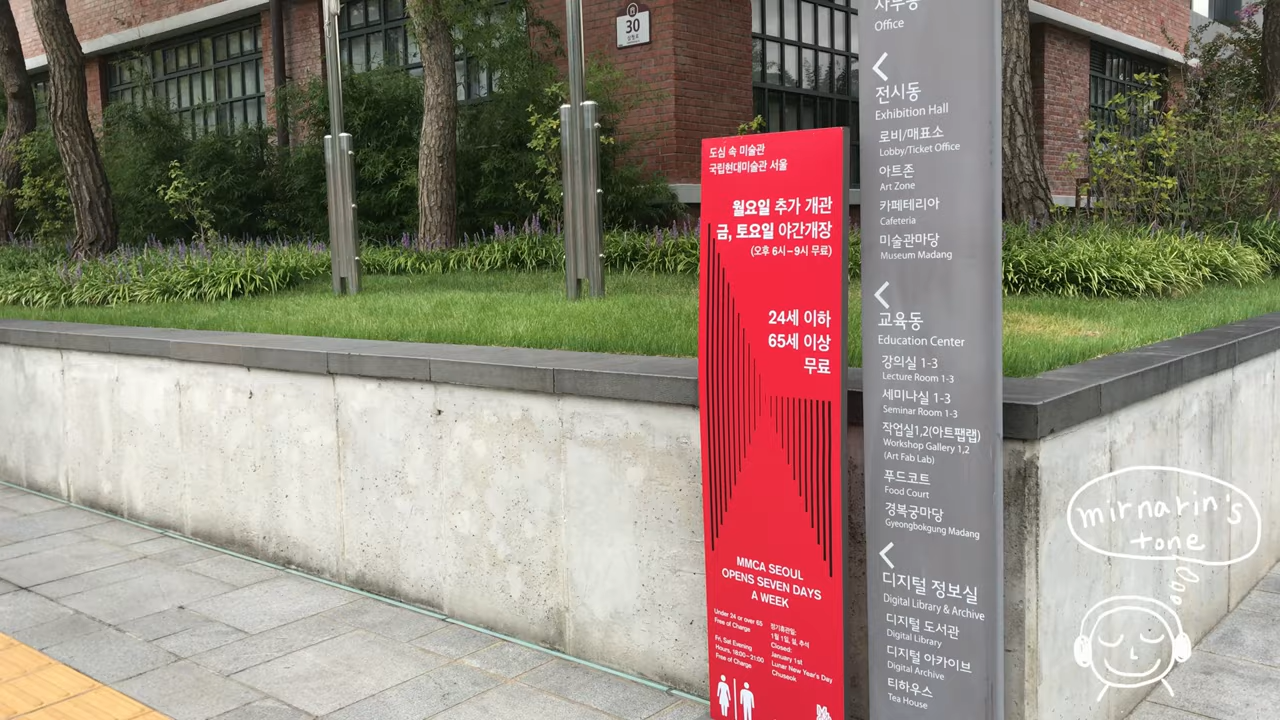 30
도심 속 미술관
국립현대미술관 서울
월요일 추가 개관
금, 토요일 야간개장
(오후 6시–9시 무료)
24세 이하
65세 이상
무료
MMCA SEOUL
OPENS SEVEN DAYS
A WEEK
Under 24 or over 65
Free of Charge
Fri, Sat Evening
Hours, 18:00–21:00
Free of Charge
정기휴관일:
1월 1일, 설, 추석
Closed:
January 1st
Lunar New Year's Day
Chuseok
사무동
Office
전시동
Exhibition Hall
로비/매표소
Lobby/Ticket Office
아트존
Art Zone
카페테리아
Cafeteria
미술관마당
Museum Madang
교육동
Education Center
강의실 1-3
Lecture Room 1-3
세미나실 1-3
Seminar Room 1-3
작업실1,2(아트팹랩)
Workshop Gallery 1,2
(Art Fab Lab)
푸드코트
Food Court
경복궁마당
Gyeongbokgung Madang
디지털 정보실
Digital Library & Archive
디지털 도서관
Digital Library
디지털 아카이브
Digital Archive
티하우스
Tea House
mirnarin's
tone